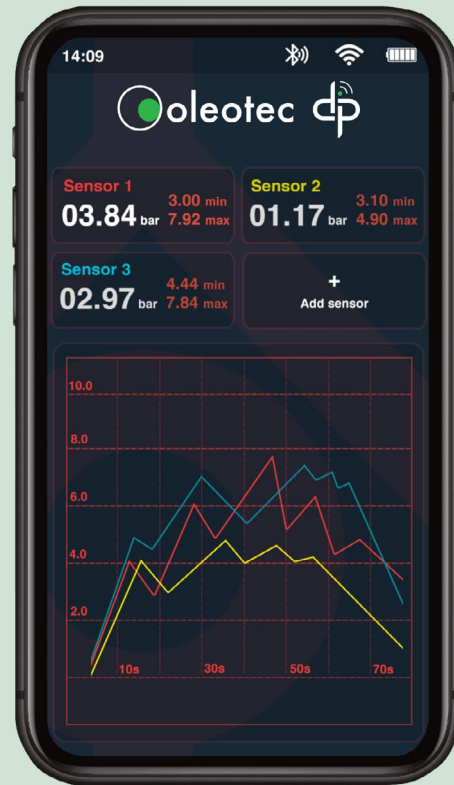 14:09
oleotec dp
Sensor 1
3.00 min
03.84 bar 7.92 max
Sensor 2
3.10 min
01.17 bar 4.90 max
Sensor 3
4.44 min
02.97 bar 7.84 max
+
Add sensor
10.0
8.0
6.0
4.0
2.0
10s 30s 50s 70s